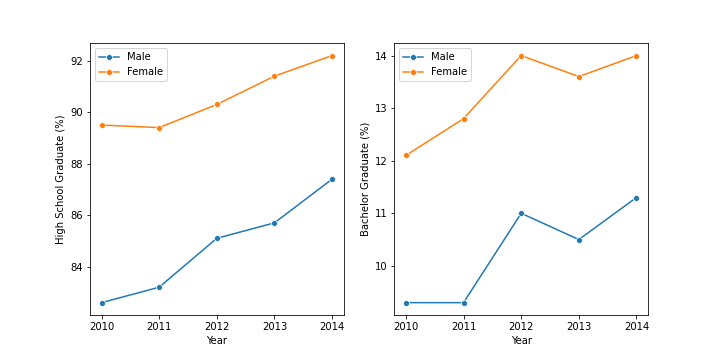 Male
Female
92
90
88
86
84
High School Graduate (%)
2010 2011 2012 2013 2014
Year
Male
Female
14
13
12
11
10
Bachelor Graduate (%)
2010 2011 2012 2013 2014
Year